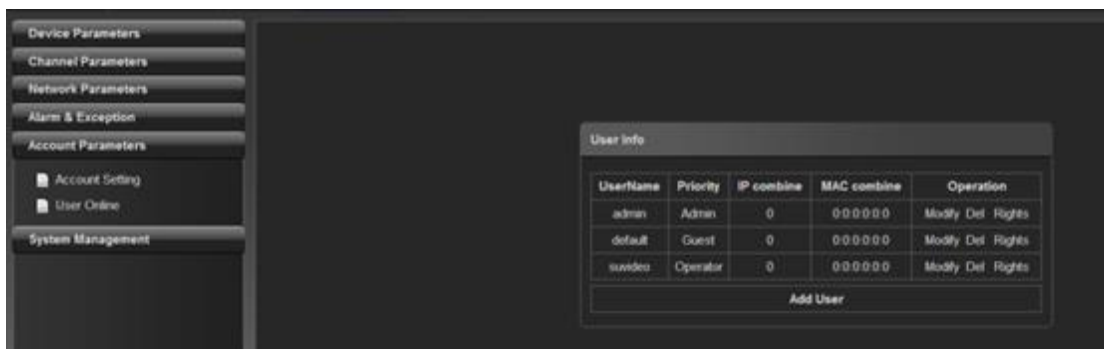 Device Parameters
Channel Parameters
Network Parameters
Alarm & Exception
Account Parameters
Account Setting
User Online
System Management
User Info
UserName Priority IP combine MAC combine Operation
admin Admin 0 0:0:0:0:0:0 Modify Del Rights
default Guest 0 0:0:0:0:0:0 Modify Del Rights
suvideo Operator 0 0:0:0:0:0:0 Modify Del Rights
Add User